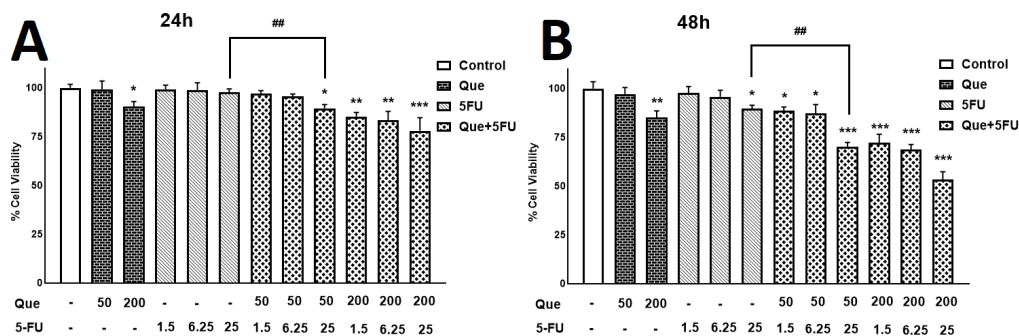 A
24h
##
Control
Que
5FU
Que+5FU
% Cell Viability
100
75
50
25
0
* * ** ** ***
Que - 50 200 - - - 50 50 50 200 200 200
5-FU - - - 1.5 6.25 25 1.5 6.25 25 1.5 6.25 25
B
48h
##
Control
Que
5FU
Que+5FU
% Cell Viability
100
75
50
25
0
** * * * *** *** *** ***
- 50 200 - - - 50 50 50 200 200 200
- - - 1.5 6.25 25 1.5 6.25 25 1.5 6.25 25